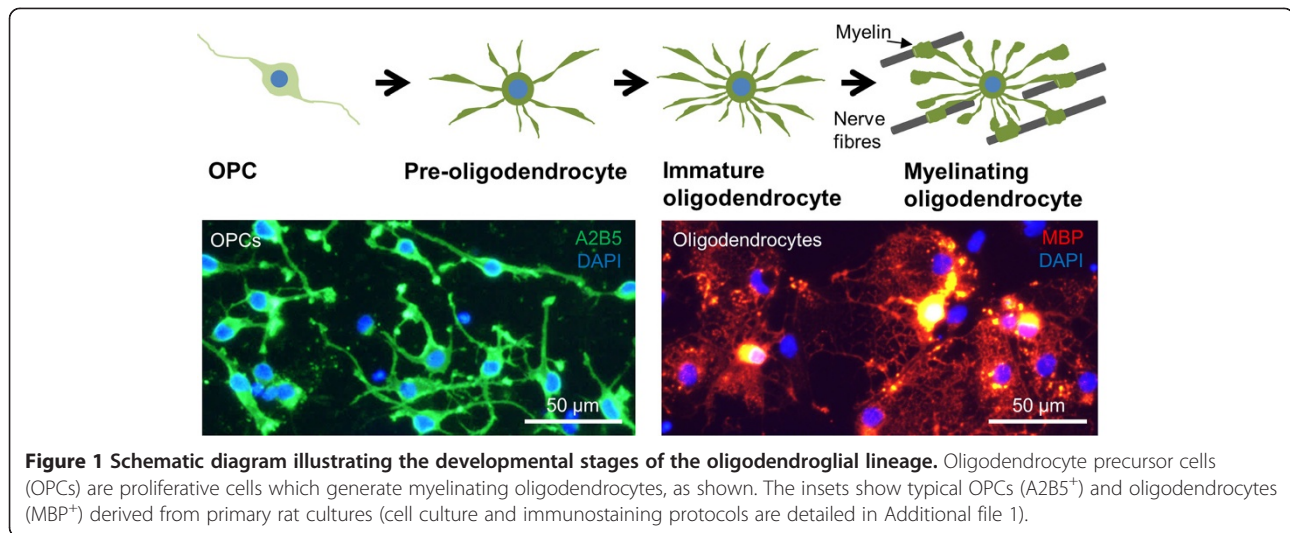 Myelin
Nerve
fibres
OPC
Pre-oligodendrocyte
Immature
oligodendrocyte
Myelinating
oligodendrocyte
OPCs
A2B5
DAPI
50 µm
Oligodendrocytes
MBP
DAPI
50 µm
Figure 1 Schematic diagram illustrating the developmental stages of the oligodendroglial lineage. Oligodendrocyte precursor cells
(OPCs) are proliferative cells which generate myelinating oligodendrocytes, as shown. The insets show typical OPCs (A2B5⁺) and oligodendrocytes
(MBP⁺) derived from primary rat cultures (cell culture and immunostaining protocols are detailed in Additional file 1).